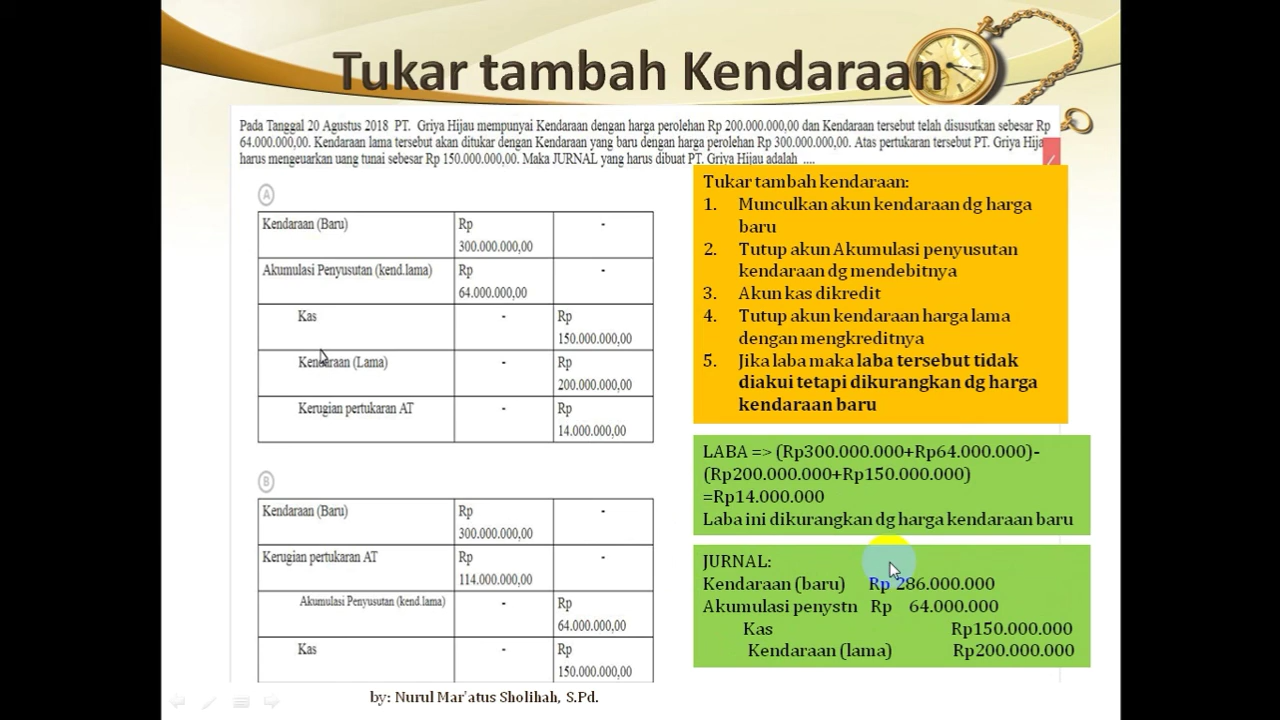 Tukar tambah Kendaraan
Pada Tanggal 20 Agustus 2018 PT. Griya Hijau mempunyai Kendaraan dengan harga perolehan Rp 200.000.000,00 dan Kendaraan tersebut telah disusutkan sebesar Rp
64.000.000,00. Kendaraan lama tersebut akan ditukar dengan Kendaraan yang baru dengan harga perolehan Rp 300.000.000,00. Atas pertukaran tersebut PT. Griya Hija
harus mengeuarkan uang tunai sebesar Rp 150.000.000,00. Maka JURNAL yang harus dibuat PT. Griya Hijau adalah ....
A
Kendaraan (Baru) Rp -
300.000.000,00
Akumulasi Penyusutan (kend.lama) Rp -
64.000.000,00
Kas - Rp
150.000.000,00
Kendaraan (Lama) - Rp
200.000.000,00
Kerugian pertukaran AT - Rp
14.000.000,00
B
Kendaraan (Baru) Rp -
300.000.000,00
Kerugian pertukaran AT Rp -
114.000.000,00
Akumulasi Penyusutan (kend.lama) - Rp
64.000.000,00
Kas - Rp
150.000.000,00
Tukar tambah kendaraan:
1. Munculkan akun kendaraan dg harga
baru
2. Tutup akun Akumulasi penyusutan
kendaraan dg mendebitnya
3. Akun kas dikredit
4. Tutup akun kendaraan harga lama
dengan mengkreditnya
5. Jika laba maka laba tersebut tidak
diakui tetapi dikurangkan dg harga
kendaraan baru
LABA => (Rp300.000.000+Rp64.000.000)-
(Rp200.000.000+Rp150.000.000)
=Rp14.000.000
Laba ini dikurangkan dg harga kendaraan baru
JURNAL:
Kendaraan (baru) Rp 286.000.000
Akumulasi penystn Rp 64.000.000
Kas Rp150.000.000
Kendaraan (lama) Rp200.000.000
by: Nurul Mar'atus Sholihah, S.Pd.